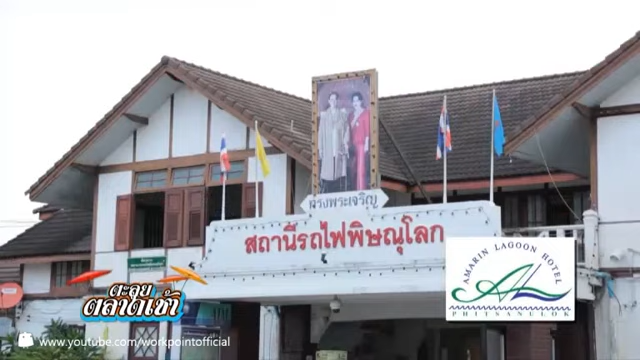 ทรงพระเจริญ
สถานีรถไฟพิษณุโลก
ตะลุย
ตลาดเช้า
AMARIN LAGOON HOTEL
PHITSANULOK
www.youtube.com/workpointofficial